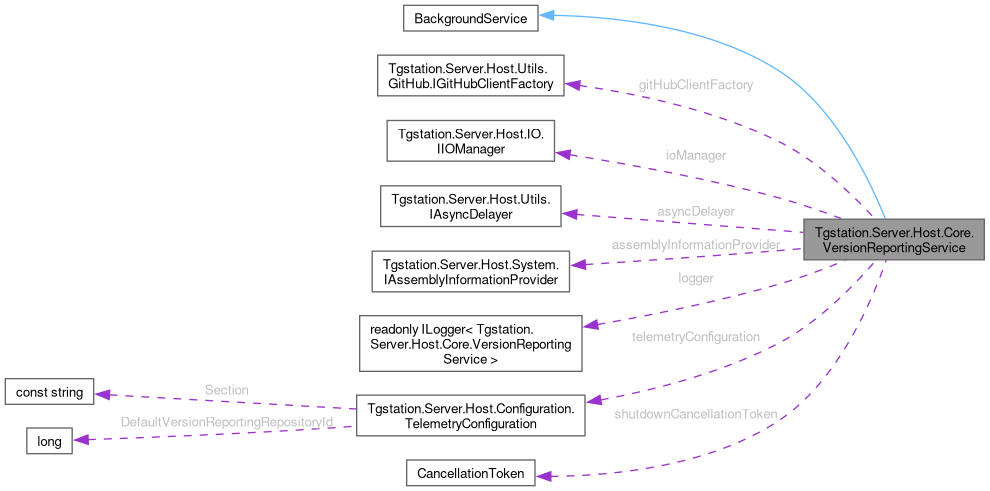 BackgroundService
Tgstation.Server.Host.Utils.
GitHub.IGitHubClientFactory
gitHubClientFactory
Tgstation.Server.Host.IO.
IIOManager
ioManager
Tgstation.Server.Host.Utils.
IAsyncDelayer
asyncDelayer
Tgstation.Server.Host.Core.
VersionReportingService
assemblyInformationProvider
Tgstation.Server.Host.System.
IAssemblyInformationProvider
logger
readonly ILogger< Tgstation.
Server.Host.Core.VersionReporting
Service >
telemetryConfiguration
const string
Section
Tgstation.Server.Host.Configuration.
TelemetryConfiguration
shutdownCancellationToken
DefaultVersionReportingRepositoryId
long
CancellationToken